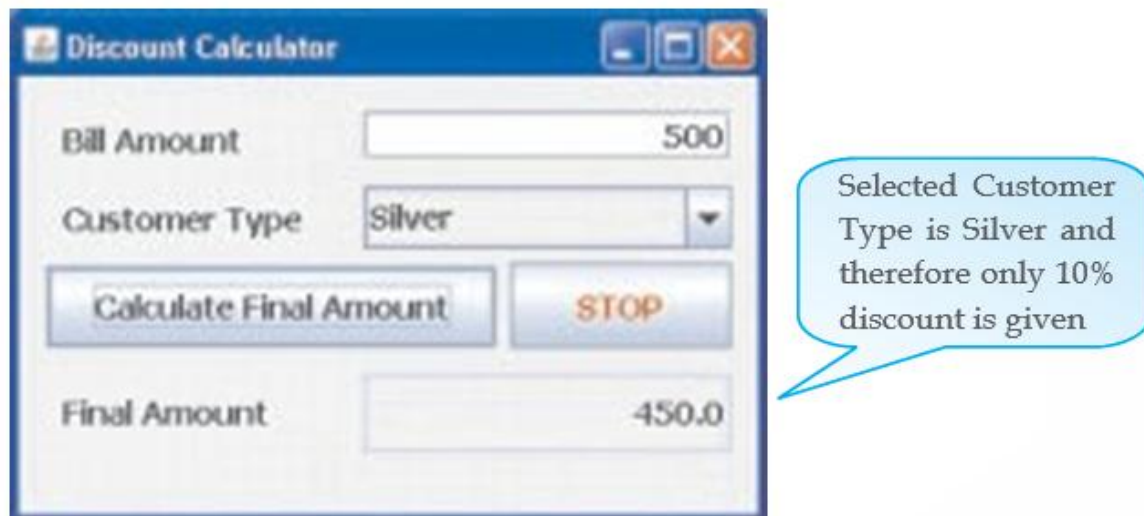 Discount Calculator
Bill Amount 500
Customer Type Silver
Calculate Final Amount STOP
Final Amount 450.0
Selected Customer
Type is Silver and
therefore only 10%
discount is given